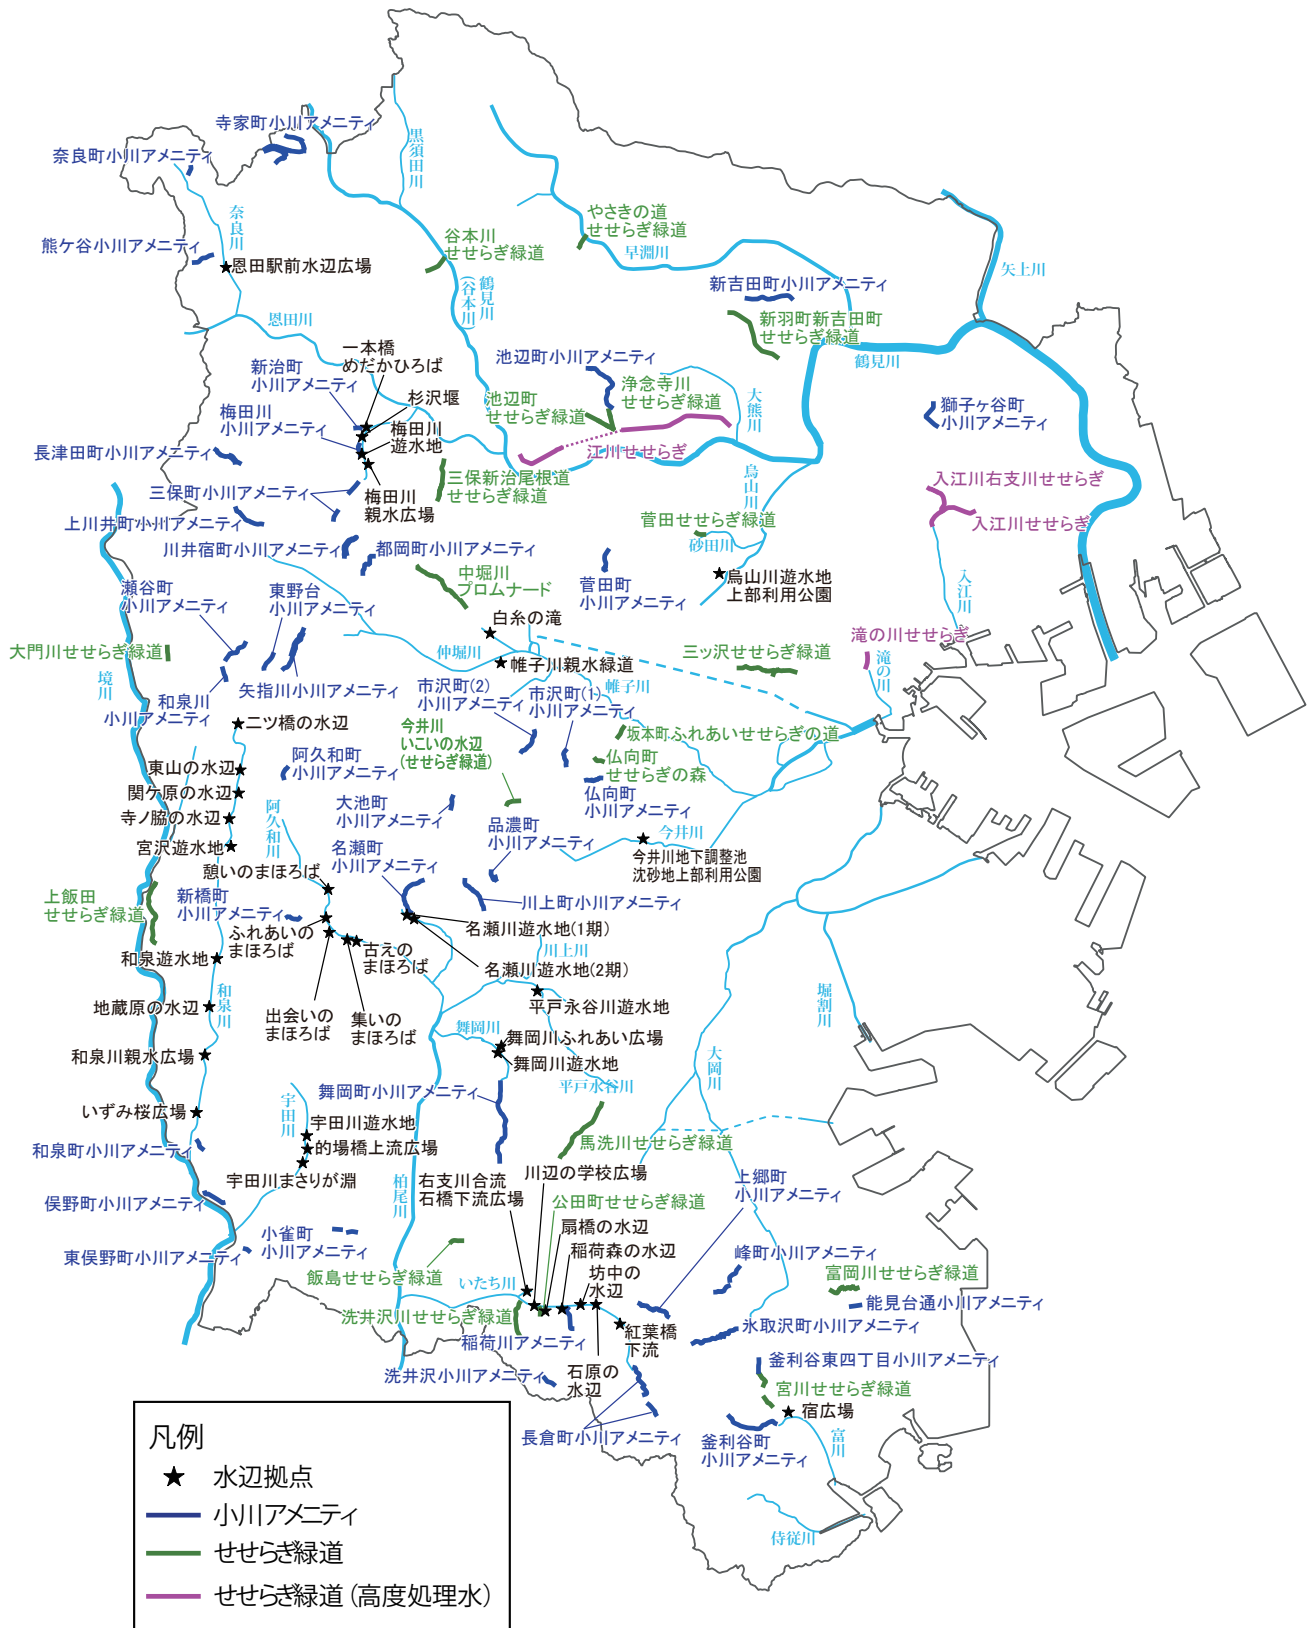 寺家町小川アメニティ
奈良町小川アメニティ
黒須田川
奈良川
やさきの道
せせらぎ緑道
谷本川
せせらぎ緑道
早淵川
熊ケ谷小川アメニティ
恩田駅前水辺広場
矢上川
鶴見川
(谷本川)
新吉田町小川アメニティ
恩田川
新羽町新吉田町
せせらぎ緑道
鶴見川
一本橋
めだかひろば
新治町
小川アメニティ
池辺町小川アメニティ
浄念寺川
せせらぎ緑道
杉沢堰
池辺町
せせらぎ緑道
大熊川
獅子ヶ谷町
小川アメニティ
梅田川
小川アメニティ
梅田川
遊水地
江川せせらぎ
長津田町小川アメニティ
三保新治尾根道
せせらぎ緑道
鳥山川
入江川右支川せせらぎ
三保町小川アメニティ
梅田川
親水広場
上川井町小川アメニティ
菅田せせらぎ緑道
入江川せせらぎ
砂田川
川井宿町小川アメニティ
都岡町小川アメニティ
中堀川
プロムナード
菅田町
小川アメニティ
鳥山川遊水地
上部利用公園
入江川
瀬谷町
小川アメニティ
東野台
小川アメニティ
白糸の滝
滝の川せせらぎ
大門川せせらぎ緑道
仲堀川
帷子川親水緑道
三ッ沢せせらぎ緑道
滝の川
境川
和泉川
小川アメニティ
矢指川小川アメニティ
市沢町(2)
小川アメニティ
市沢町(1)
小川アメニティ
帷子川
二ツ橋の水辺
今井川
いこいの水辺
(せせらぎ緑道)
坂本町ふれあいせせらぎの道
東山の水辺
阿久和町
小川アメニティ
仏向町
せせらぎの森
関ケ原の水辺
大池町
小川アメニティ
仏向町
小川アメニティ
寺ノ脇の水辺
阿久和川
品濃町
小川アメニティ
今井川
宮沢遊水地
名瀬町
小川アメニティ
今井川地下調整池
沈砂地上部利用公園
憩いのまほろば
上飯田
せせらぎ緑道
新橋町
小川アメニティ
川上町小川アメニティ
ふれあいの
まほろば
名瀬川遊水地(1期)
古えの
まほろば
川上川
和泉遊水地
名瀬川遊水地(2期)
和泉川
地蔵原の水辺
平戸永谷川遊水地
堀割川
出会いの
まほろば
集いの
まほろば
舞岡川
舞岡川ふれあい広場
和泉川親水広場
舞岡川遊水地
大岡川
平戸永谷川
舞岡町小川アメニティ
いずみ桜広場
宇田川
宇田川遊水地
馬洗川せせらぎ緑道
和泉町小川アメニティ
的場橋上流広場
宇田川まさりが淵
柏尾川
右支川合流
石橋下流広場
川辺の学校広場
上郷町
小川アメニティ
俣野町小川アメニティ
公田町せせらぎ緑道
扇橋の水辺
小雀町
小川アメニティ
稲荷森の水辺
東俣野町小川アメニティ
峰町小川アメニティ
飯島せせらぎ緑道
いたち川
坊中の
水辺
富岡川せせらぎ緑道
能見台通小川アメニティ
洗井沢川せせらぎ緑道
稲荷川アメニティ
紅葉橋
下流
氷取沢町小川アメニティ
洗井沢小川アメニティ
石原の
水辺
釜利谷東四丁目小川アメニティ
宮川せせらぎ緑道
宿広場
長倉町小川アメニティ
釜利谷町
小川アメニティ
富川
侍従川
凡例
水辺拠点
小川アメニティ
せせらぎ緑道
せせらぎ緑道(高度処理水)